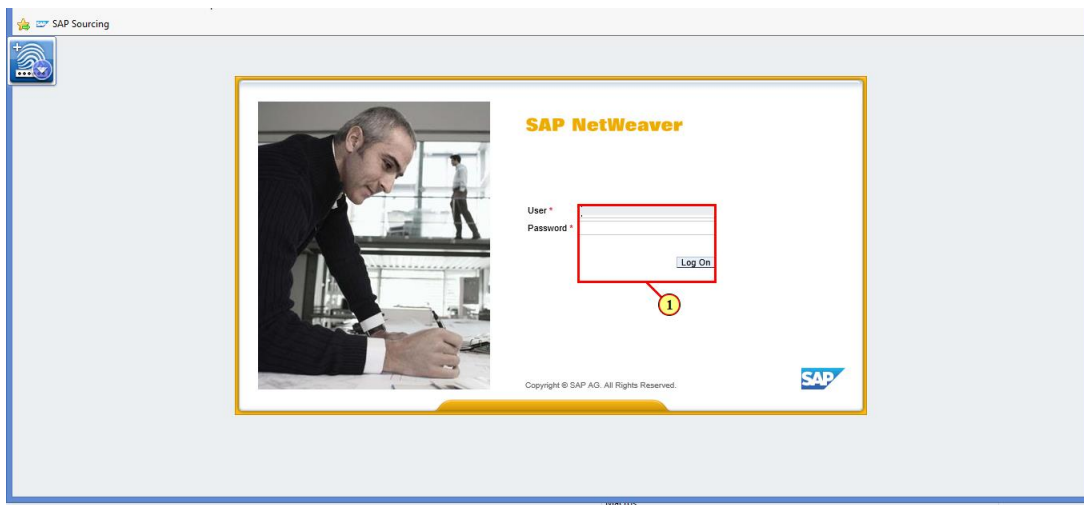 SAP Sourcing
SAP NetWeaver
User *
Password *
Log On
1
Copyright © SAP AG. All Rights Reserved.
SAP